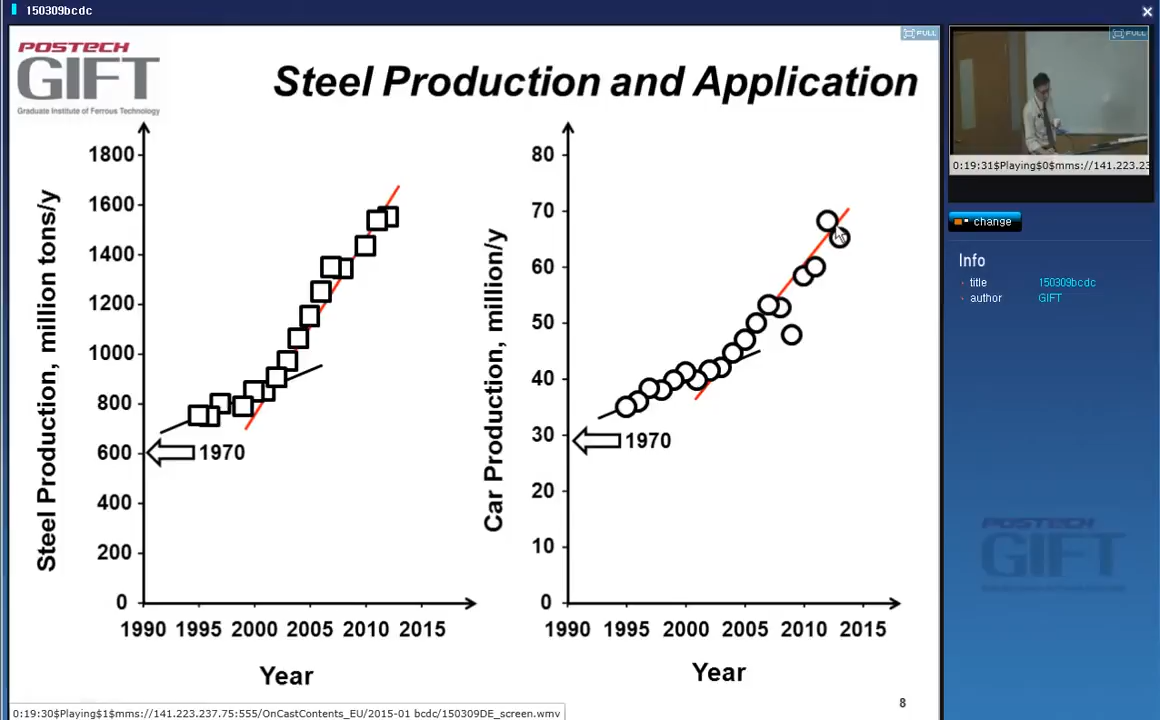 150309bcdc
FULL
POSTECH
GIFT
Graduate Institute of Ferrous Technology
Steel Production and Application
Steel Production, million tons/y
1800
1600
1400
1200
1000
800
600
400
200
0
1970
1990 1995 2000 2005 2010 2015
Year
Car Production, million/y
80
70
60
50
40
30
20
10
0
1970
1990 1995 2000 2005 2010 2015
Year
8
0:19:30$Playing$1$mms://141.223.237.75:555/OnCastContents_EU/2015-01 bcdc/150309DE_screen.wmv
FULL
0:19:31$Playing$0$mms://141.223.23
change
Info
title 150309bcdc
author GIFT
POSTECH
GIFT